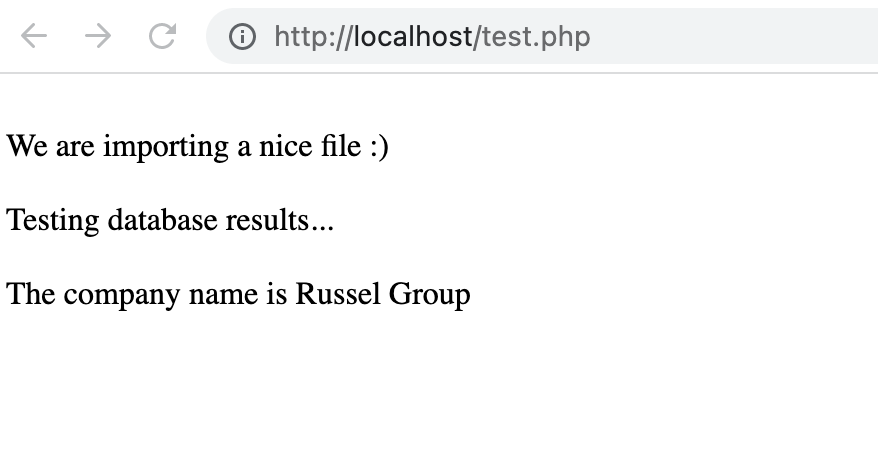 http://localhost/test.php
We are importing a nice file :)
Testing database results...
The company name is Russel Group